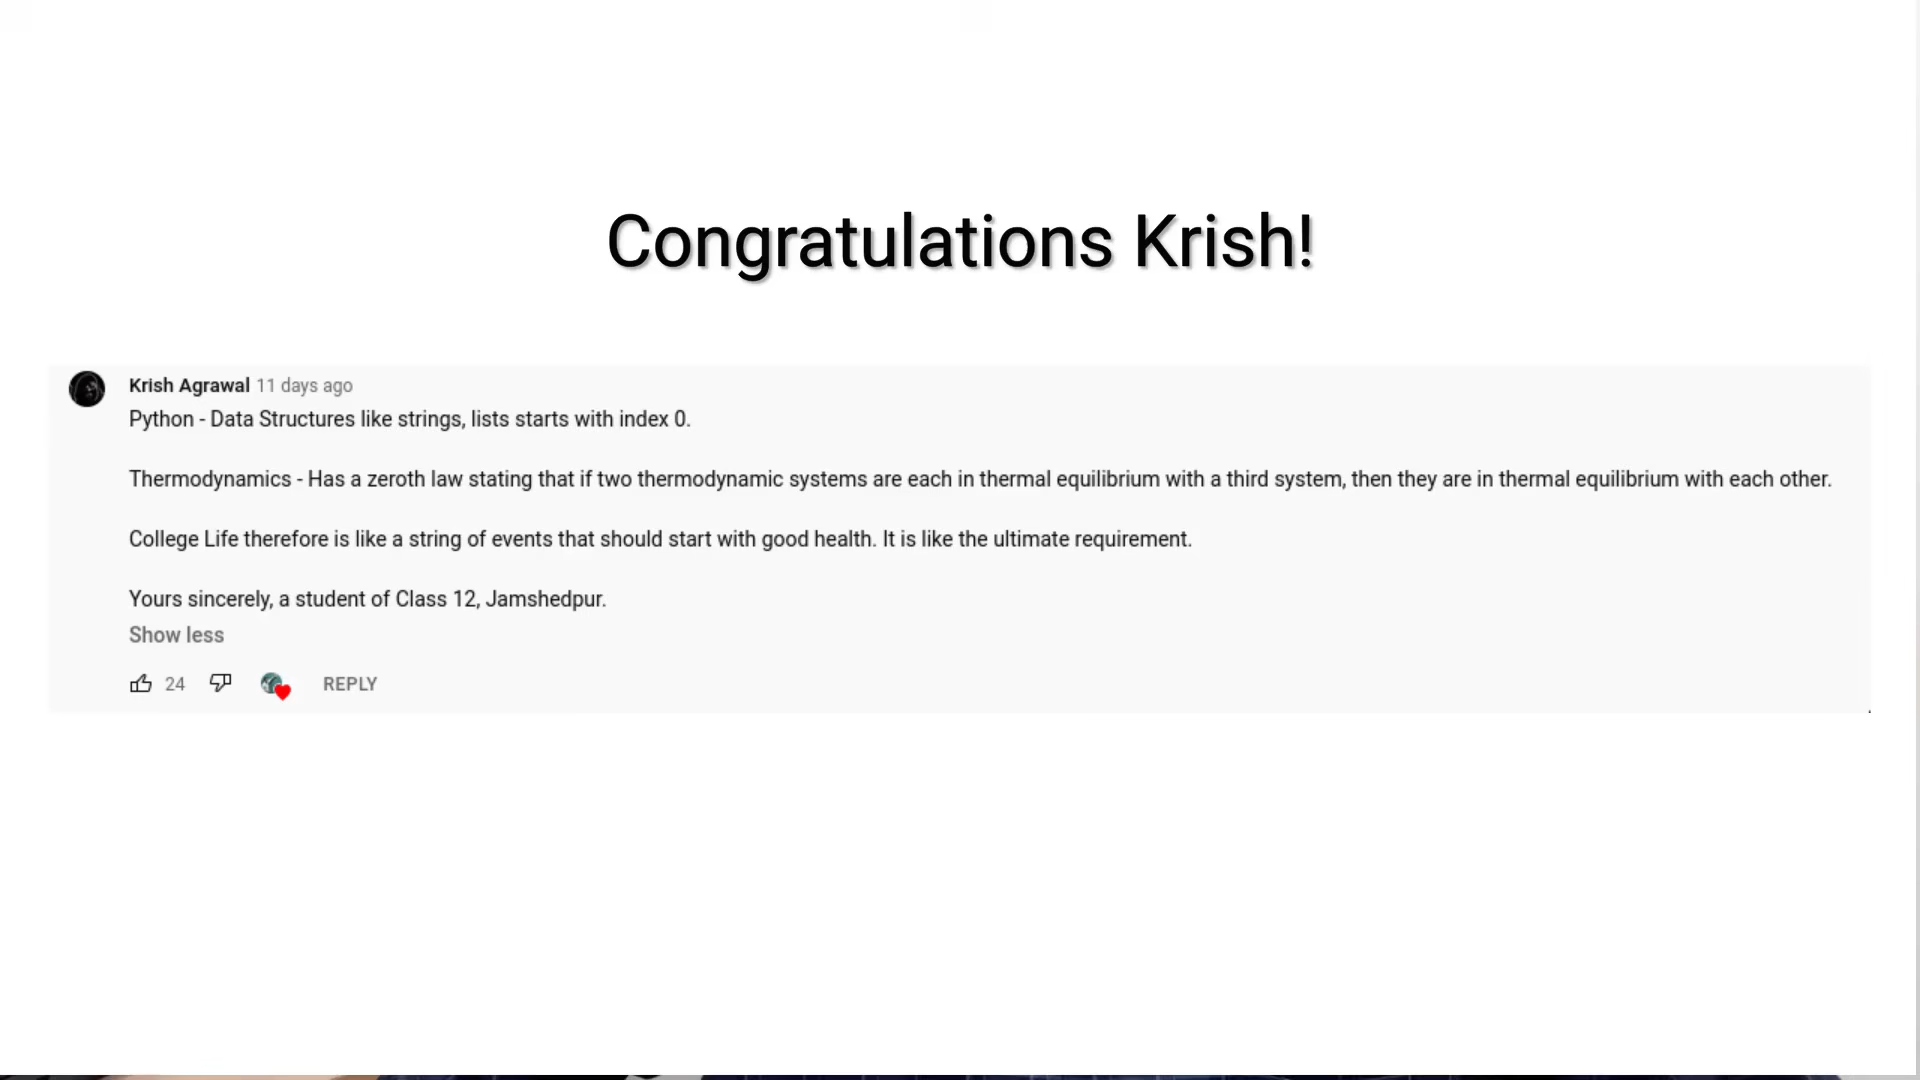 Congratulations Krish!
Krish Agrawal 11 days ago
Python - Data Structures like strings, lists starts with index 0.
Thermodynamics - Has a zeroth law stating that if two thermodynamic systems are each in thermal equilibrium with a third system, then they are in thermal equilibrium with each other.
College Life therefore is like a string of events that should start with good health. It is like the ultimate requirement.
Yours sincerely, a student of Class 12, Jamshedpur.
Show less
24 REPLY